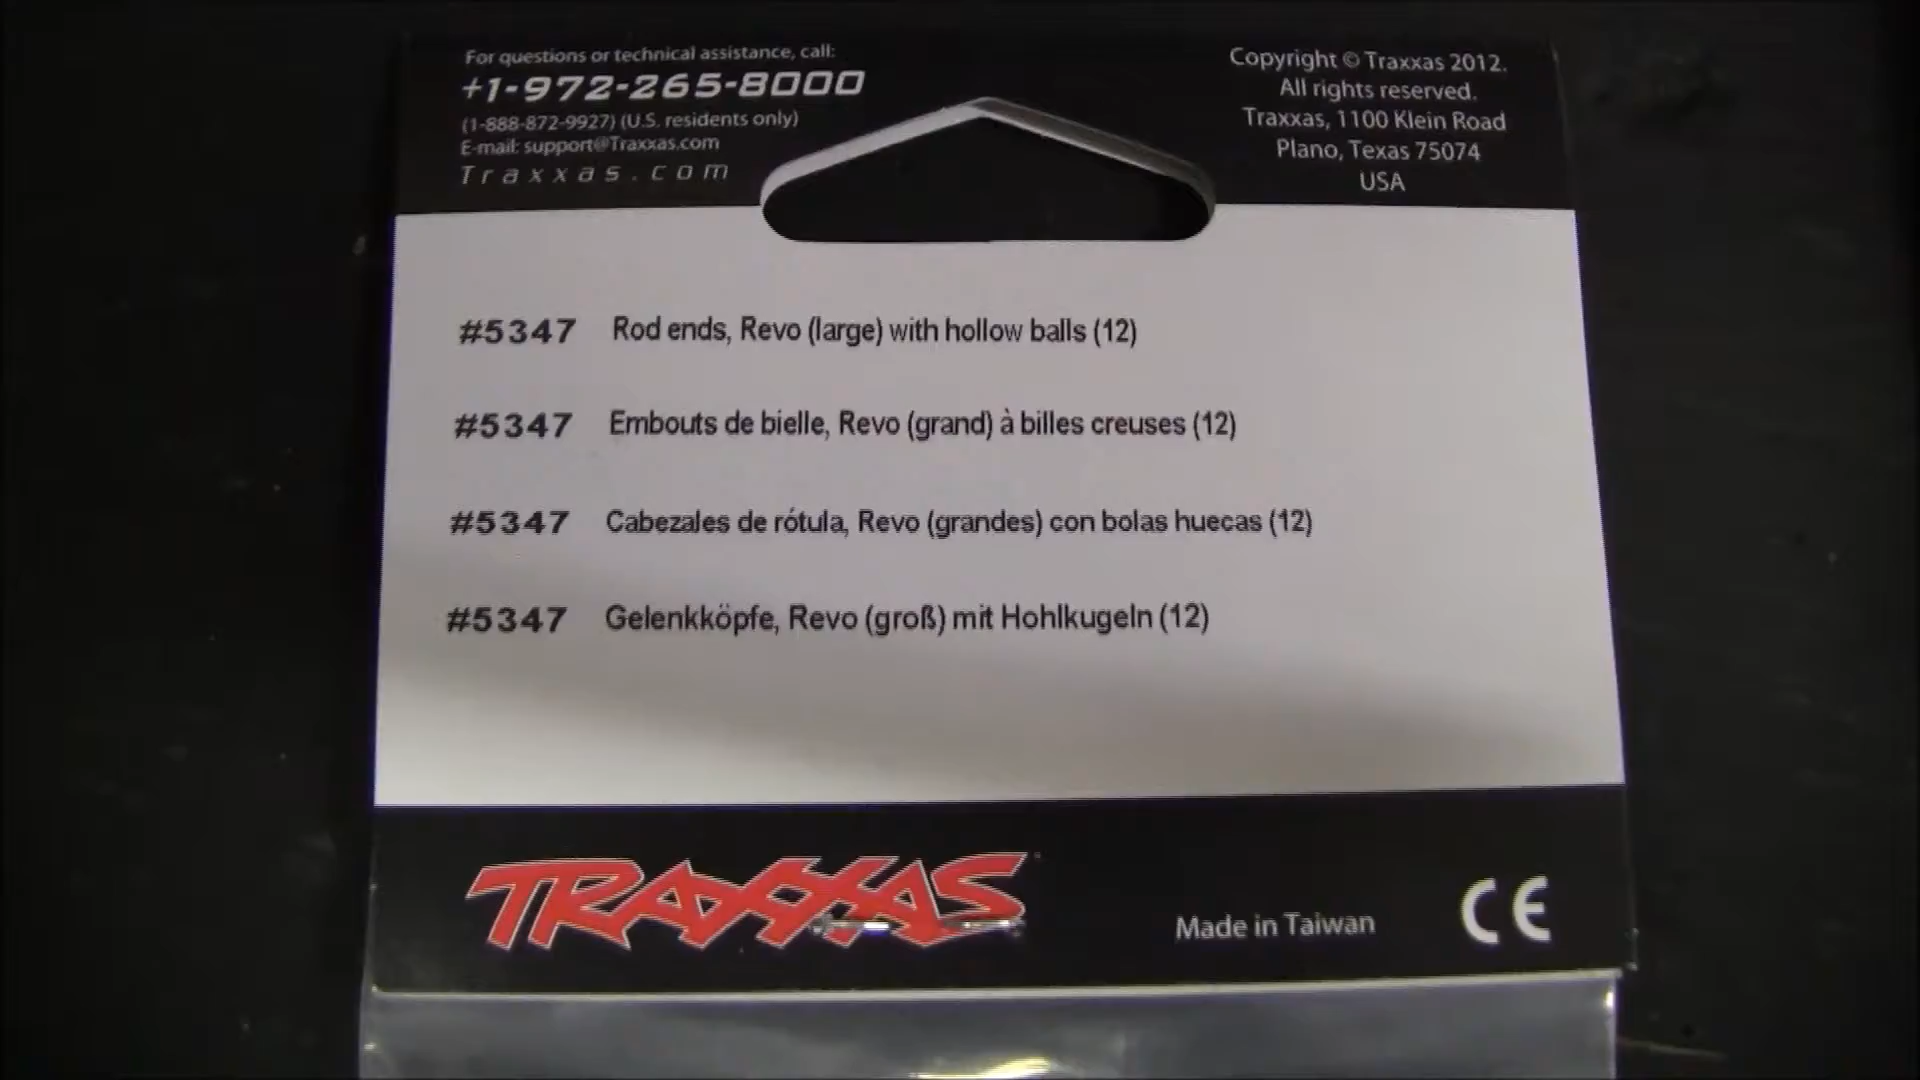 For questions or technical assistance, call:
+1-972-265-8000
(1-888-872-9927) (U.S. residents only)
E-mail: support@Traxxas.com
Traxxas.com
Copyright © Traxxas 2012.
All rights reserved.
Traxxas, 1100 Klein Road
Plano, Texas 75074
USA
#5347 Rod ends, Revo (large) with hollow balls (12)
#5347 Embouts de bielle, Revo (grand) à billes creuses (12)
#5347 Cabezales de rótula, Revo (grandes) con bolas huecas (12)
#5347 Gelenkköpfe, Revo (groß) mit Hohlkugeln (12)
TRAXXAS
Made in Taiwan
CE